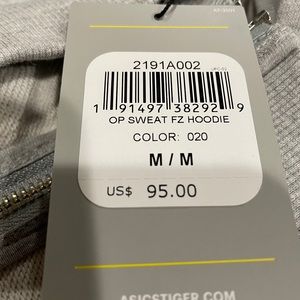 2191A002
1 91497 38292 9
OP SWEAT FZ HOODIE
COLOR: 020
M / M
US$ 95.00
ASICSTIGER.COM